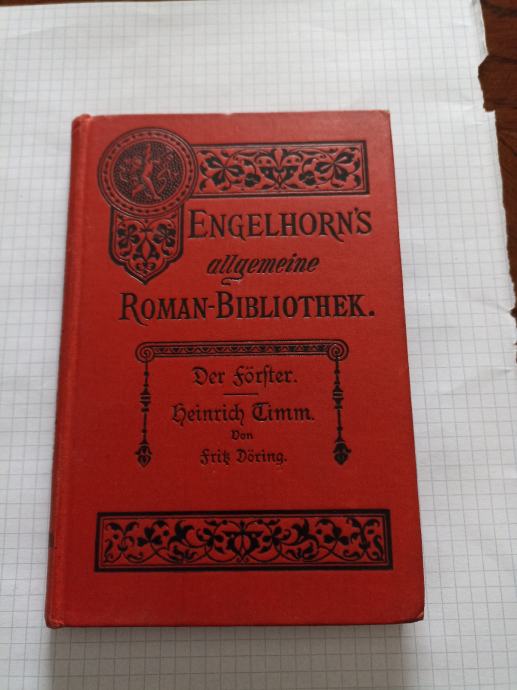 ENGELHORN'S
allgemeine
ROMAN-BIBLIOTHEK.
Der Förster.
Heinrich Timm.
Von
Fritz Döring.